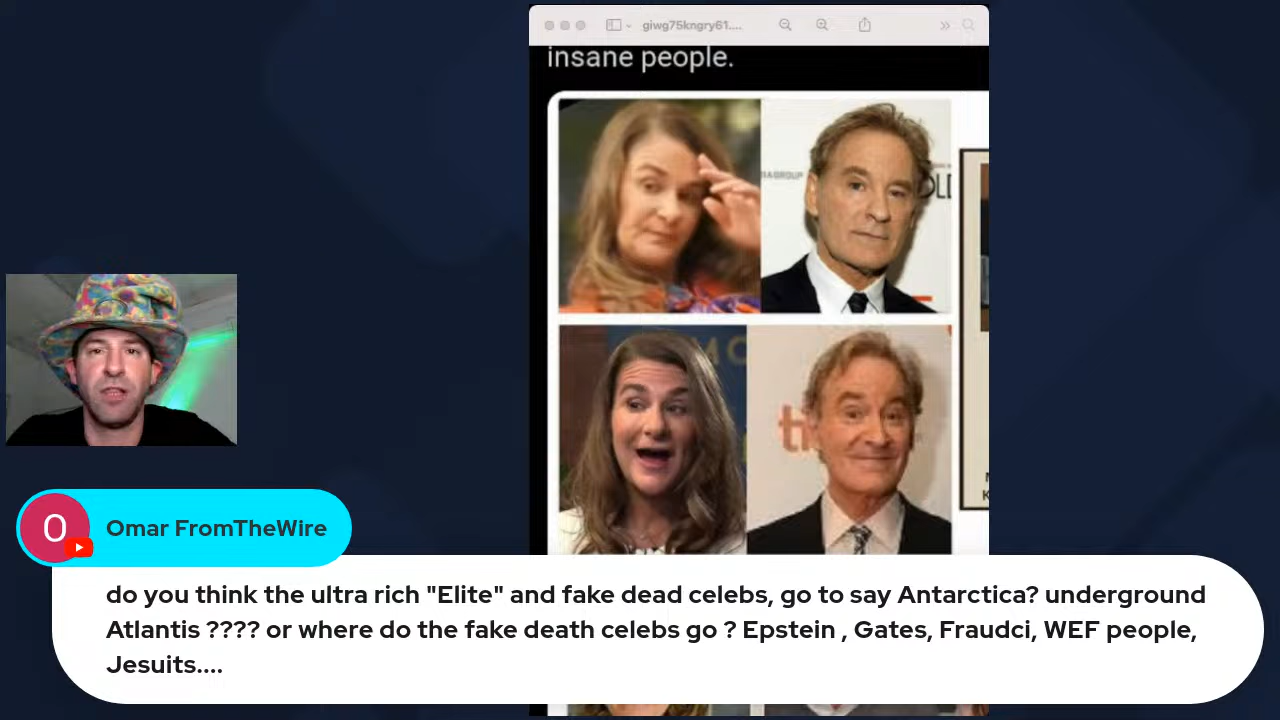 giwg75kngry61....
insane people.
Omar FromTheWire
do you think the ultra rich "Elite" and fake dead celebs, go to say Antarctica? underground
Atlantis ???? or where do the fake death celebs go ? Epstein , Gates, Fraudci, WEF people,
Jesuits....